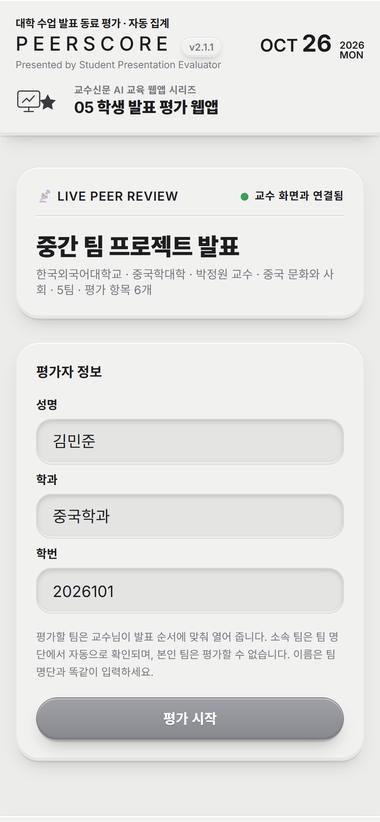 대학 수업 발표 동료 평가 · 자동 집계
PEERSCORE v2.1.1
OCT 26 2026 MON
Presented by Student Presentation Evaluator
교수신문 AI 교육 웹앱 시리즈
05 학생 발표 평가 웹앱
LIVE PEER REVIEW
교수 화면과 연결됨
중간 팀 프로젝트 발표
한국외국어대학교 · 중국학대학 · 박정원 교수 · 중국 문화와 사
회 · 5팀 · 평가 항목 6개
평가자 정보
성명
김민준
학과
중국학과
학번
2026101
평가할 팀은 교수님이 발표 순서에 맞춰 열어 줍니다. 소속 팀은 팀 명
단에서 자동으로 확인되며, 본인 팀은 평가할 수 없습니다. 이름은 팀
명단과 똑같이 입력하세요.
평가 시작